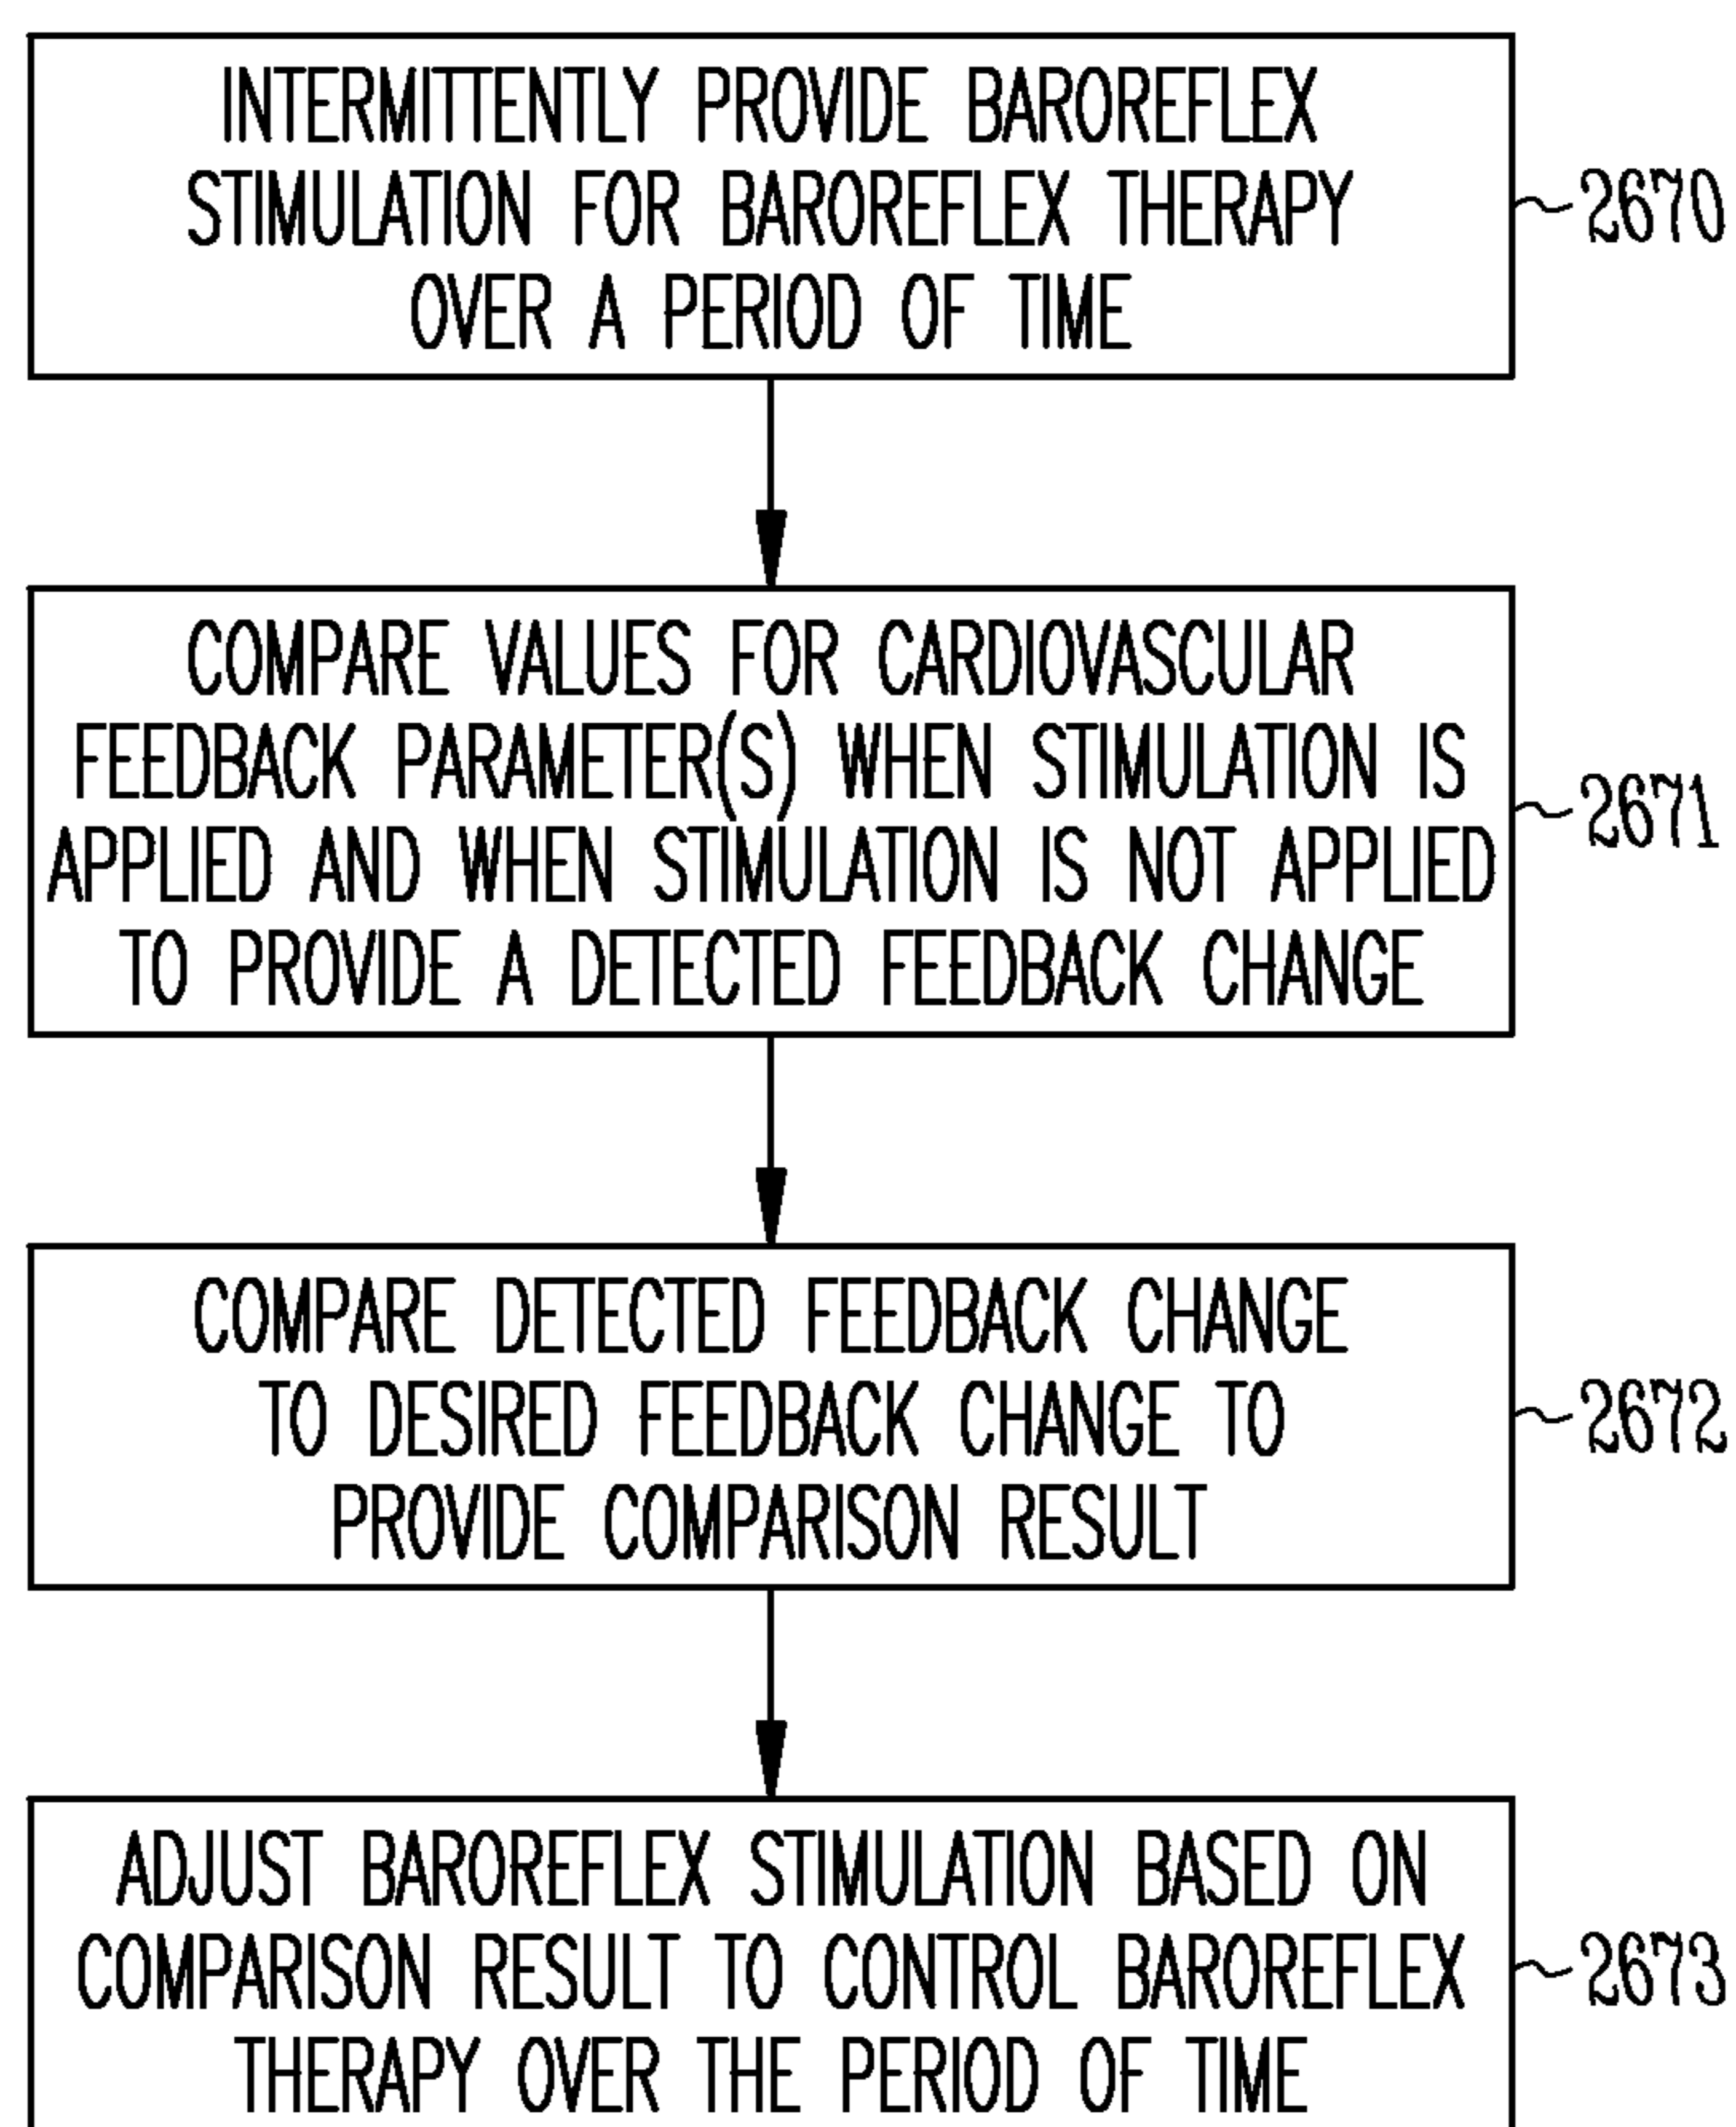 INTERMITTENTLY PROVIDE BAROREFLEX
STIMULATION FOR BAROREFLEX THERAPY
OVER A PERIOD OF TIME
2670
COMPARE VALUES FOR CARDIOVASCULAR
FEEDBACK PARAMETER(S) WHEN STIMULATION IS
APPLIED AND WHEN STIMULATION IS NOT APPLIED
TO PROVIDE A DETECTED FEEDBACK CHANGE
2671
COMPARE DETECTED FEEDBACK CHANGE
TO DESIRED FEEDBACK CHANGE TO
PROVIDE COMPARISON RESULT
2672
ADJUST BAROREFLEX STIMULATION BASED ON
COMPARISON RESULT TO CONTROL BAROREFLEX
THERAPY OVER THE PERIOD OF TIME
2673